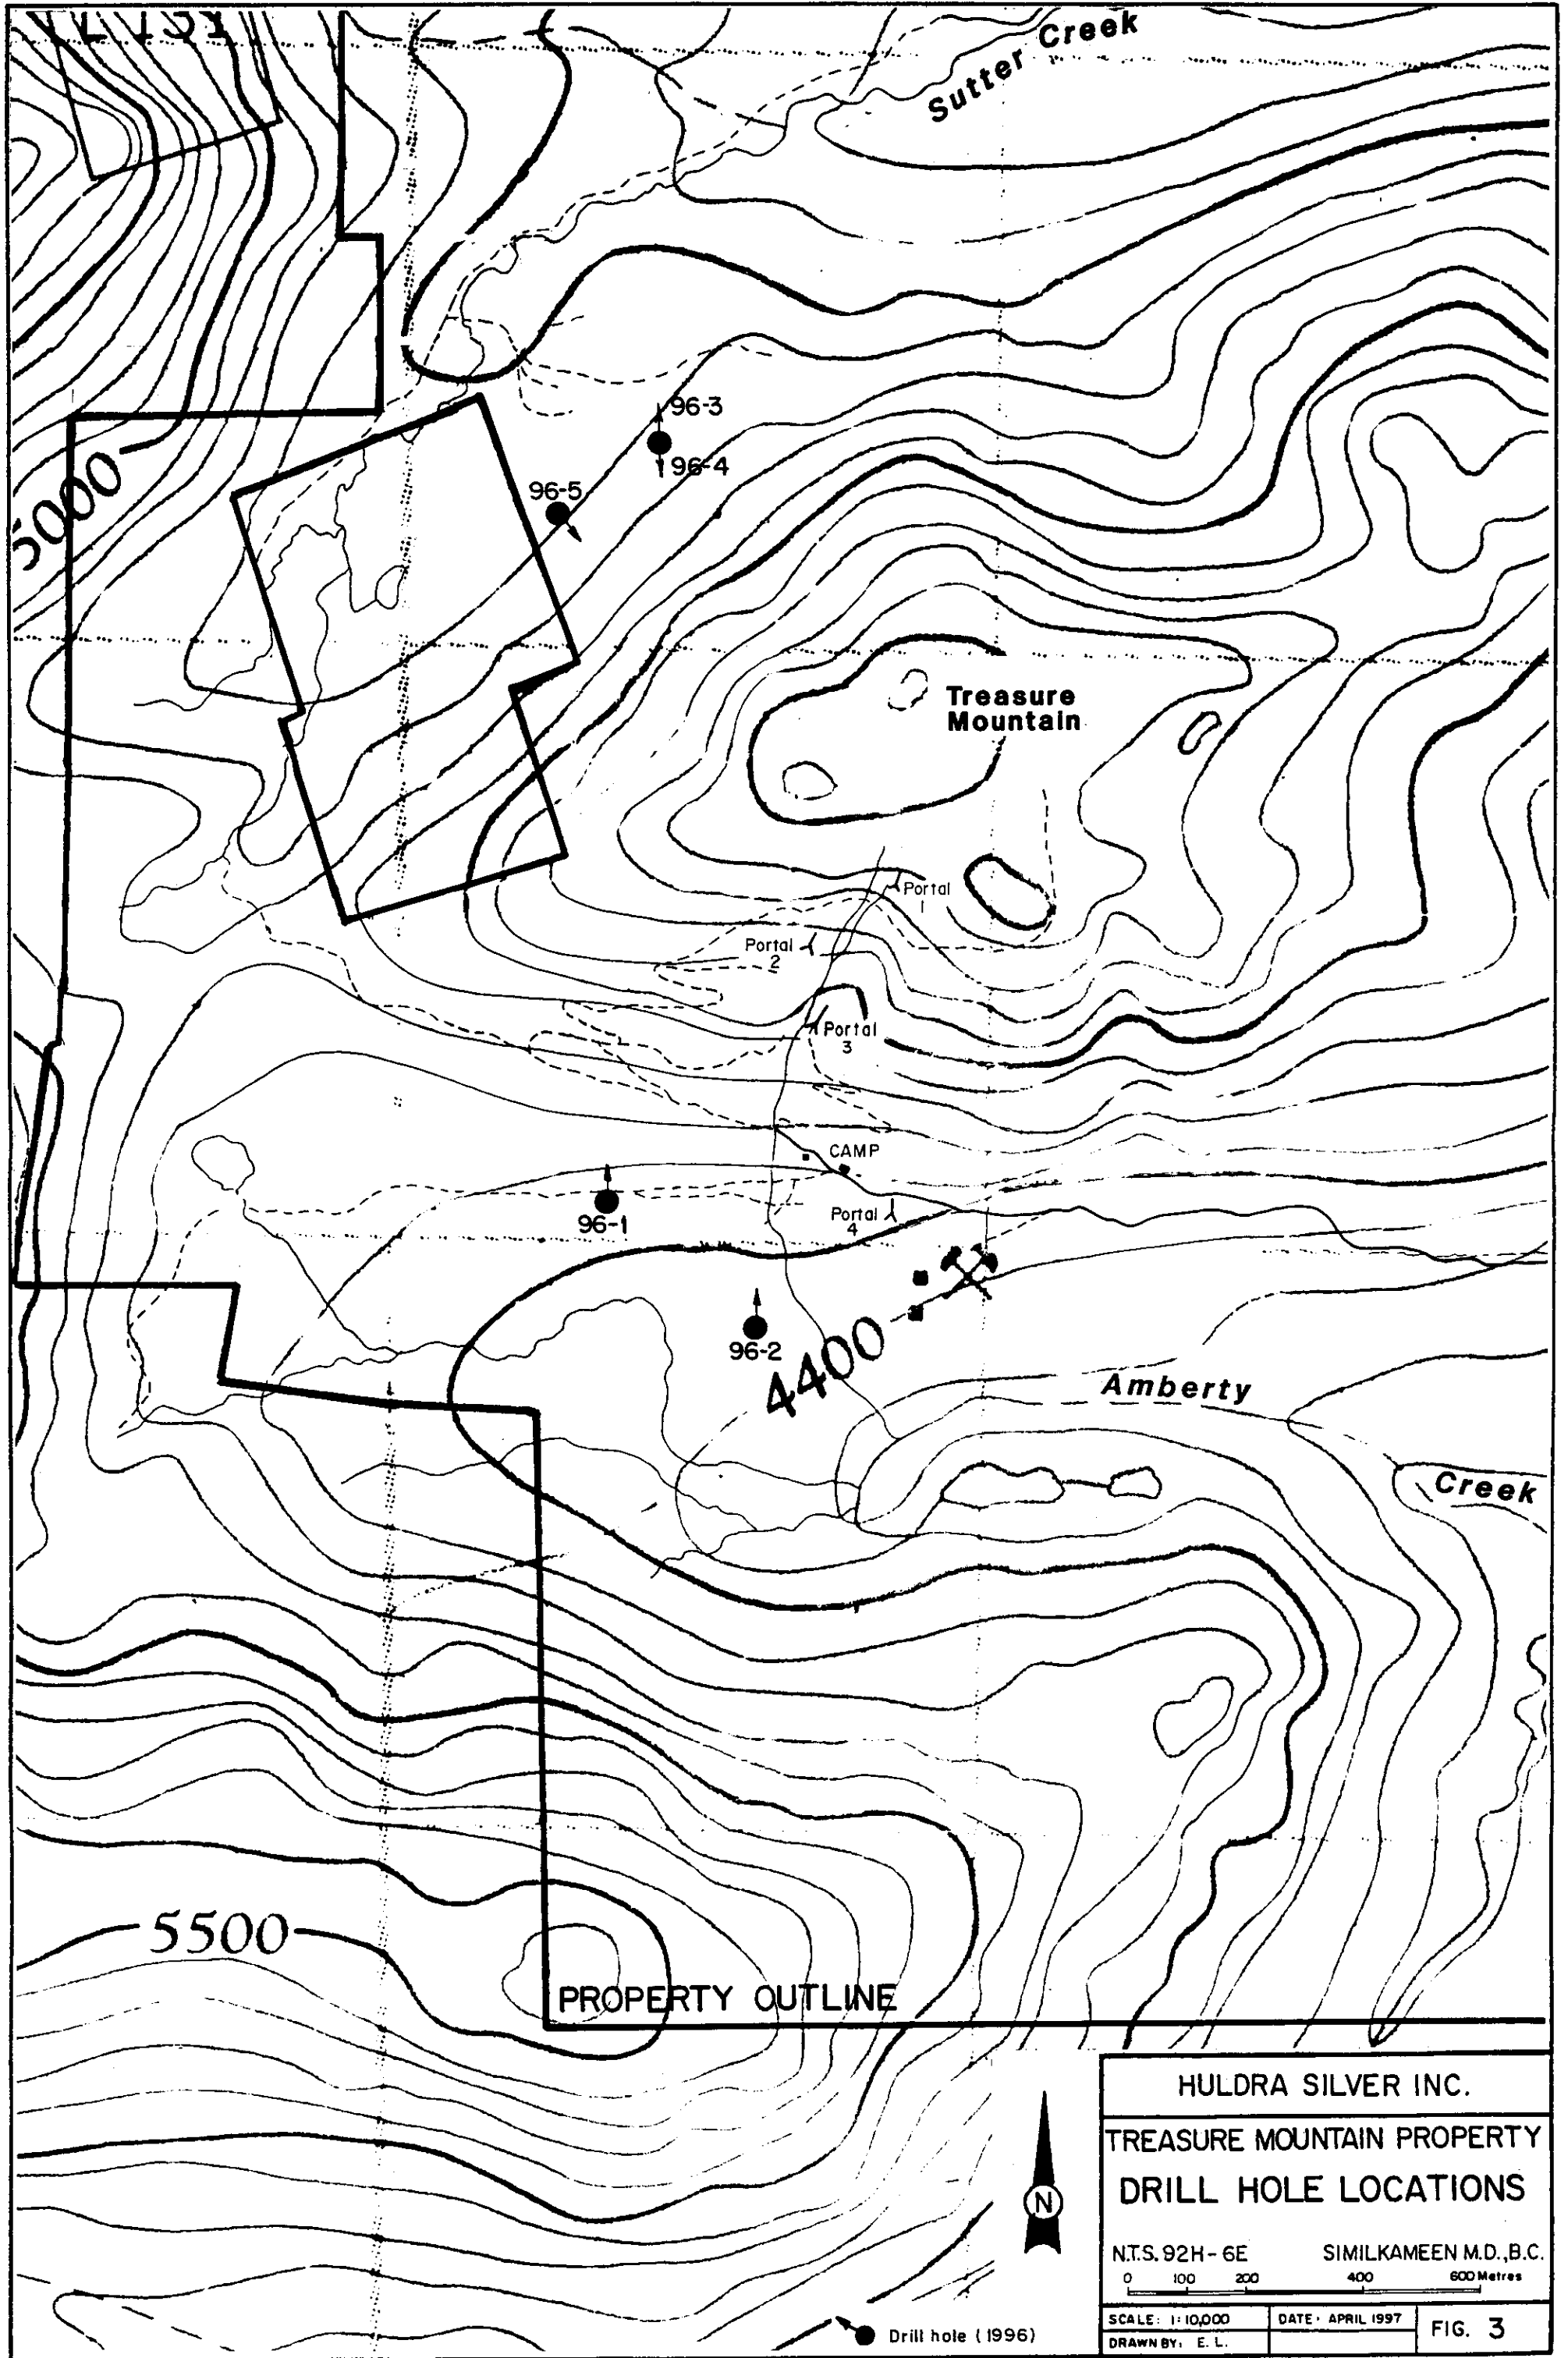 Sutter Creek
96-3
96-4
96-5
5000
Treasure
Mountain
Portal
1
Portal
2
Portal
3
CAMP
Portal
4
96-1
96-2
4400
Amberty
Creek
5500
PROPERTY OUTLINE
HULDRA SILVER INC.
TREASURE MOUNTAIN PROPERTY
DRILL HOLE LOCATIONS
N
N.T.S. 92H-6E SIMILKAMEEN M.D., B.C.
0 100 200 400 600 Metres
SCALE: 1:10,000 DATE: APRIL 1997 FIG. 3
DRAWN BY: E. L.
Drill hole (1996)